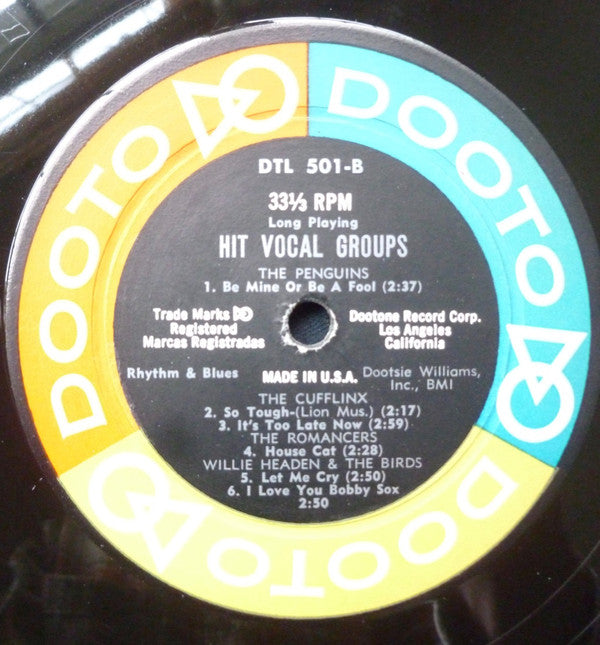 DOOTO
DOOTO
DOOTO
DOOTO
DTL 501-B
33⅓ RPM
Long Playing
HIT VOCAL GROUPS
THE PENGUINS
1. Be Mine Or Be A Fool (2:37)
Trade Marks DO
Registered
Marcas Registradas
Dootone Record Corp.
Los Angeles
California
Rhythm & Blues
MADE IN U.S.A.
Dootsie Williams,
Inc., BMI
THE CUFFLINX
2. So Tough-(Lion Mus.) (2:17)
3. It's Too Late Now (2:59)
THE ROMANCERS
4. House Cat (2:28)
WILLIE HEADEN & THE BIRDS
5. Let Me Cry (2:50)
6. I Love You Bobby Sox
2:50